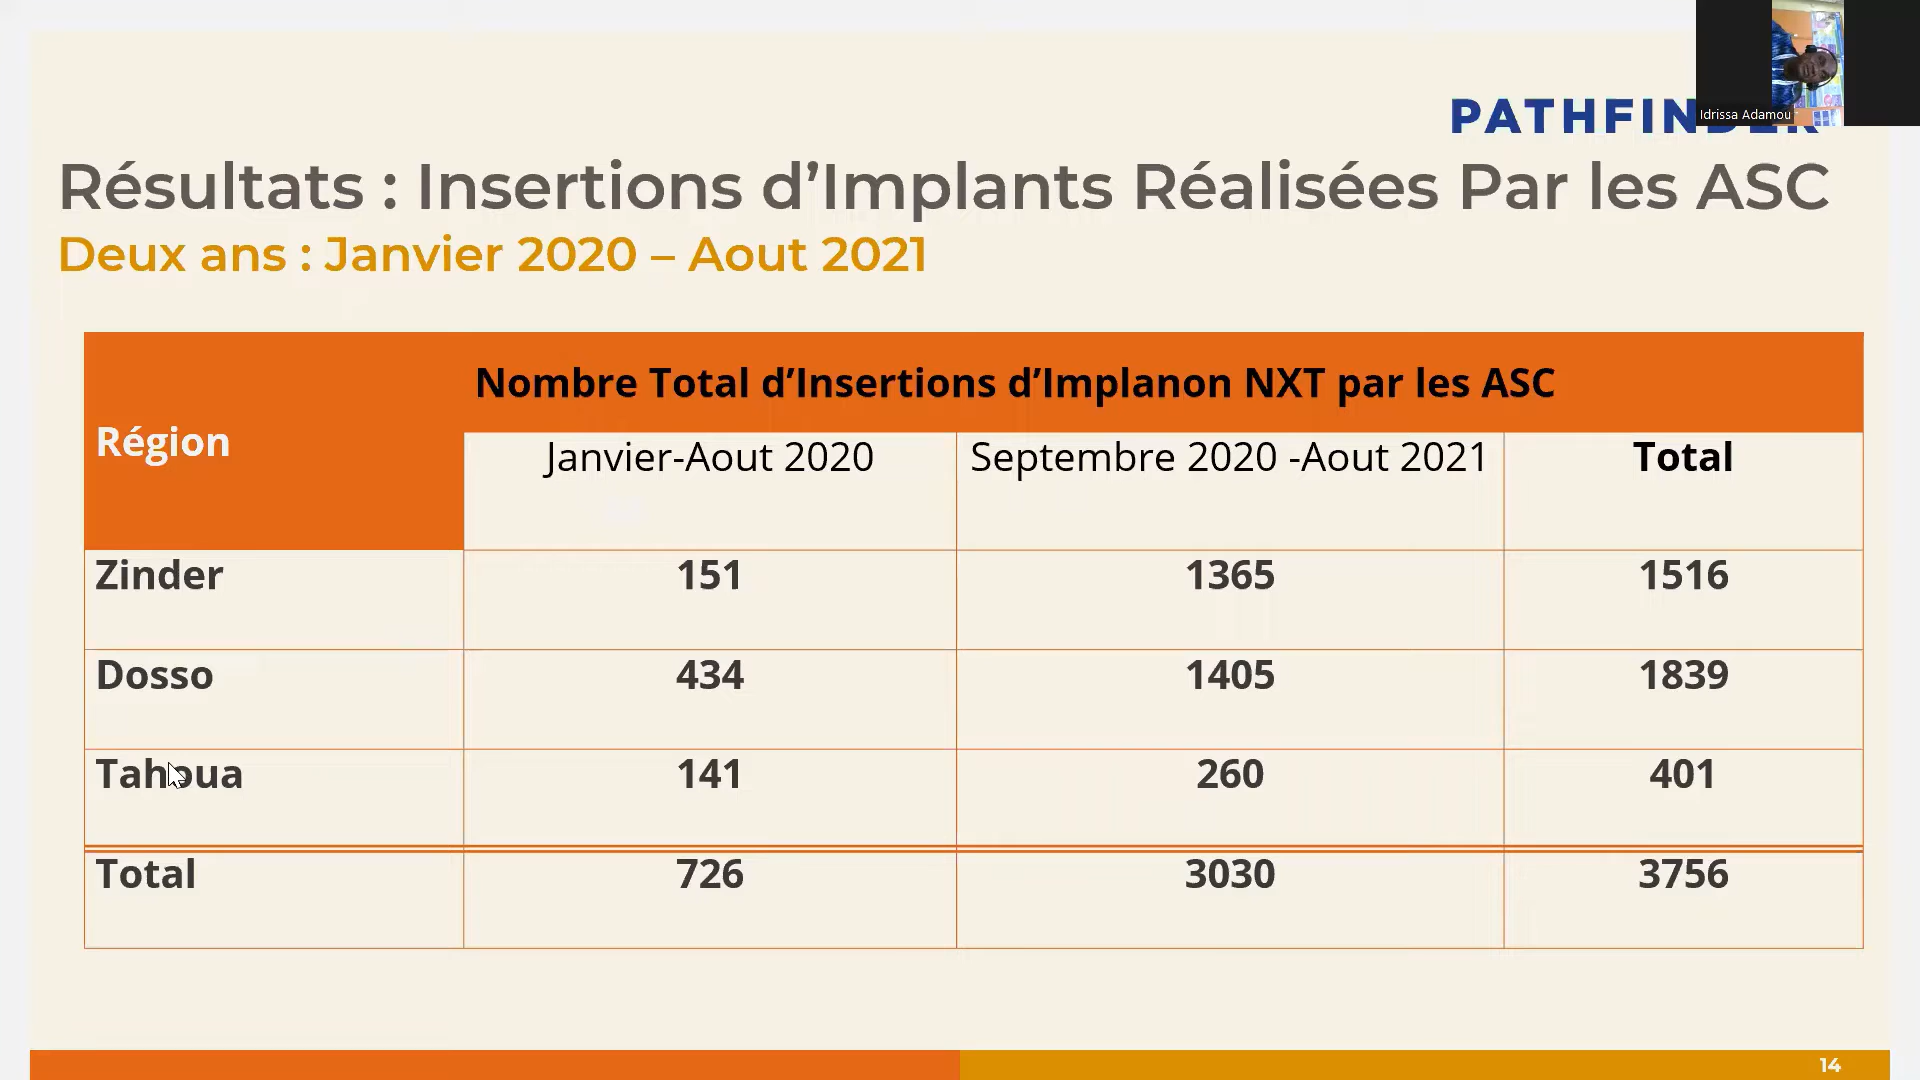 Idrissa Adamou
PATHFINDER
Résultats : Insertions d’Implants Réalisées Par les ASC
Deux ans : Janvier 2020 – Aout 2021
Région
Nombre Total d’Insertions d’Implanon NXT par les ASC
Janvier-Aout 2020
Septembre 2020 -Aout 2021
Total
Zinder 151 1365 1516
Dosso 434 1405 1839
Tahoua 141 260 401
Total 726 3030 3756
14